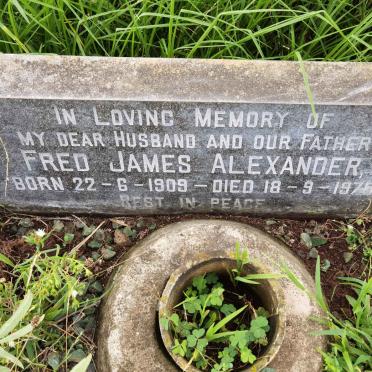 IN LOVING MEMORY OF
MY DEAR HUSBAND AND OUR FATHER
FRED JAMES ALEXANDER
BORN 22-6-1909 - DIED 18-9-197
REST IN PEACE